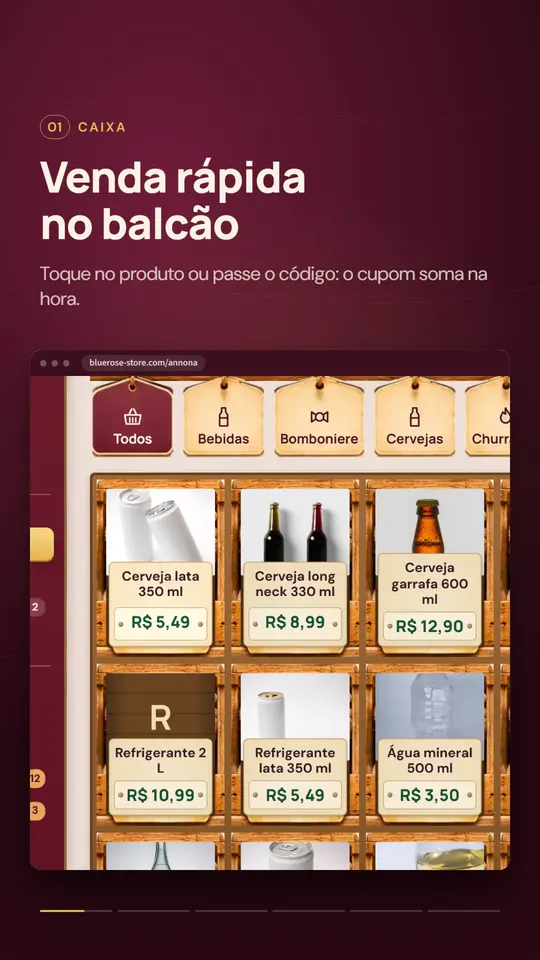 01 CAIXA
Venda rápida
no balcão
Toque no produto ou passe o código: o cupom soma na
hora.
bluerose-store.com/annona
Todos
Bebidas
Bomboniere
Cervejas
Churr
2
12
3
Cerveja lata
350 ml
R$ 5,49
Cerveja long
neck 330 ml
R$ 8,99
Cerveja
garrafa 600
ml
R$ 12,90
R
Refrigerante 2
L
R$ 10,99
Refrigerante
lata 350 ml
R$ 5,49
Água mineral
500 ml
R$ 3,50